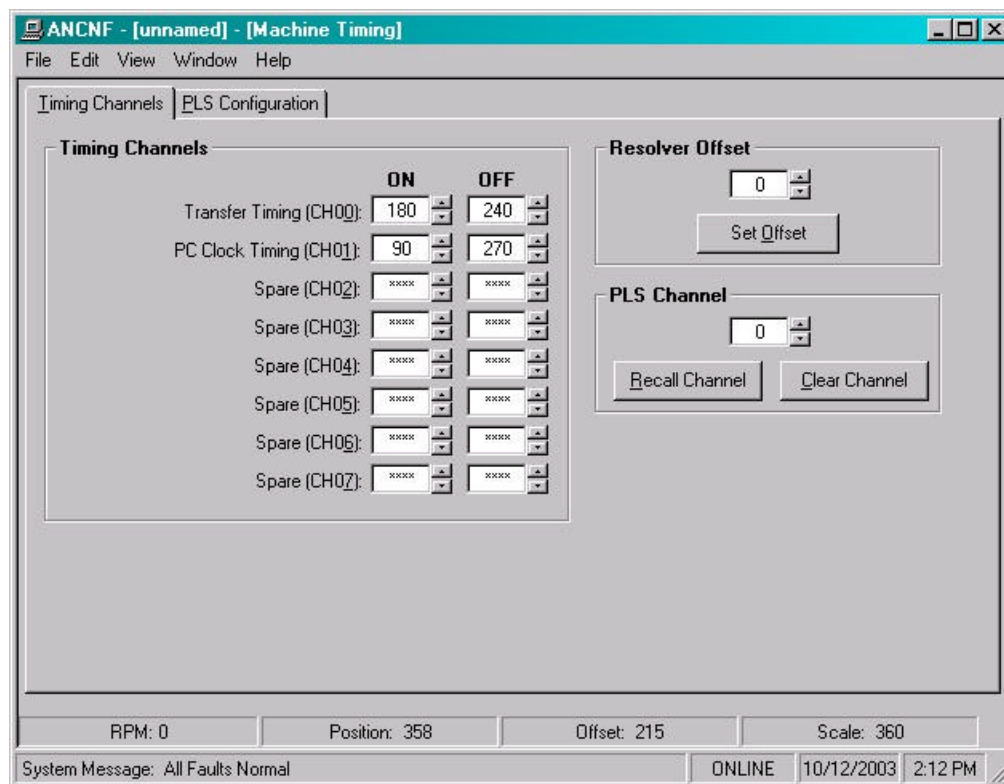 ANCNF - [unnamed] - [Machine Timing]
File Edit View Window Help
Timing Channels PLS Configuration
Timing Channels
ON OFF
Transfer Timing (CH00): 180 240
PC Clock Timing (CH01): 90 270
Spare (CH02): **** ****
Spare (CH03): **** ****
Spare (CH04): **** ****
Spare (CH05): **** ****
Spare (CH06): **** ****
Spare (CH07): **** ****
Resolver Offset
0
Set Offset
PLS Channel
0
Recall Channel Clear Channel
RPM: 0 Position: 358 Offset: 215 Scale: 360
System Message: All Faults Normal ONLINE 10/12/2003 2:12 PM